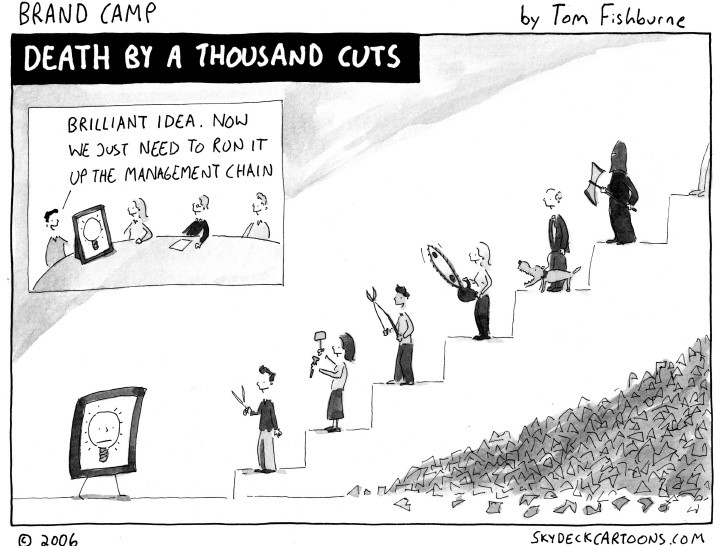 BRAND CAMP
by Tom Fishburne
DEATH BY A THOUSAND CUTS
BRILLIANT IDEA. NOW
WE JUST NEED TO RUN IT
UP THE MANAGEMENT CHAIN
© 2006
SKYDECKCARTOONS.COM